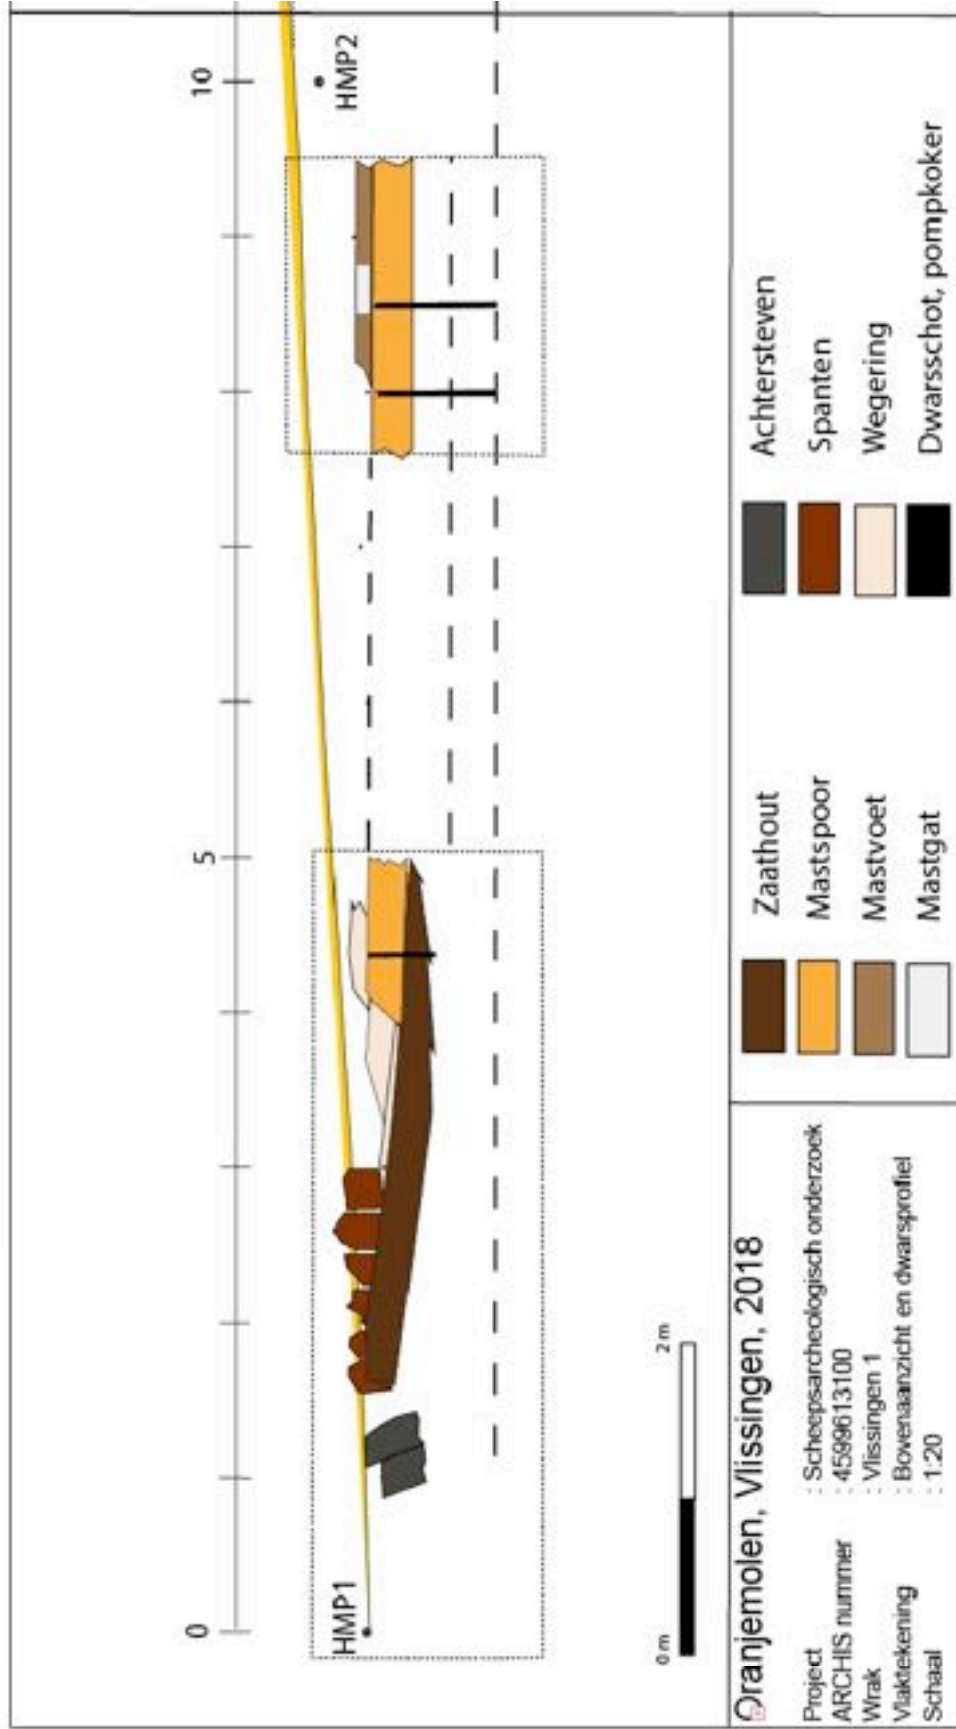 0
5
10
HMP1
HMP2
0 m
2 m
Oranjemolen, Vlissingen, 2018
Project : Scheepsarcheologisch onderzoek
ARCHIS nummer : 4599613100
Wrak : Vlissingen 1
Vlaktekening : Bovenaanzicht en dwarsprofiel
Schaal : 1:20
Zaathout
Mastspoor
Mastvoet
Mastgat
Achtersteven
Spanten
Wegering
Dwarsschot, pompkoker